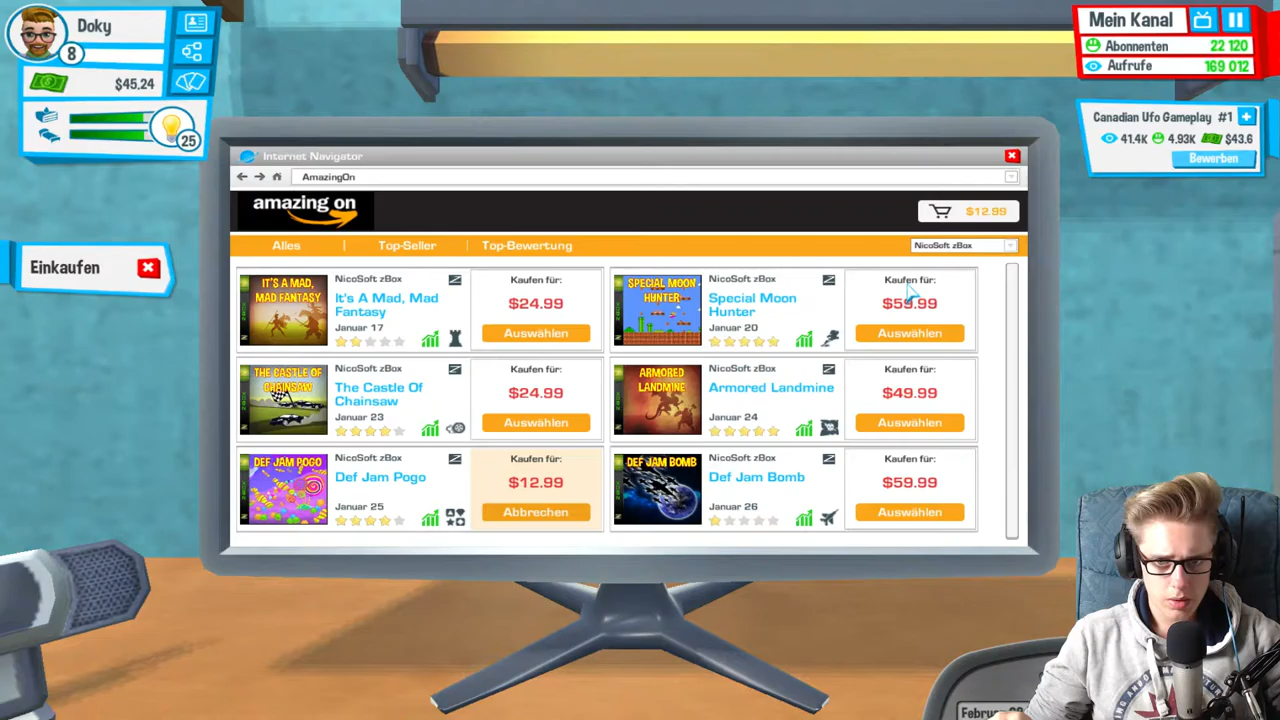 Doky
8
$45.24
25
Mein Kanal
Abonnenten 22 120
Aufrufe 169 012
Canadian Ufo Gameplay #1
41.4K 4.93K $43.6
Bewerben
Einkaufen
Internet Navigator
AmazingOn
amazing on
$12.99
Alles | Top-Seller | Top-Bewertung
NicoSoft zBox
IT'S A MAD, MAD FANTASY
NicoSoft zBox
It's A Mad, Mad Fantasy
Januar 17
Kaufen für:
$24.99
Auswählen
SPECIAL MOON HUNTER
NicoSoft zBox
Special Moon Hunter
Januar 20
Kaufen für:
$59.99
Auswählen
THE CASTLE OF CHAINSAW
NicoSoft zBox
The Castle Of Chainsaw
Januar 23
Kaufen für:
$24.99
Auswählen
ARMORED LANDMINE
NicoSoft zBox
Armored Landmine
Januar 24
Kaufen für:
$49.99
Auswählen
DEF JAM POGO
NicoSoft zBox
Def Jam Pogo
Januar 25
Kaufen für:
$12.99
Abbrechen
DEF JAM BOMB
NicoSoft zBox
Def Jam Bomb
Januar 26
Kaufen für:
$59.99
Auswählen